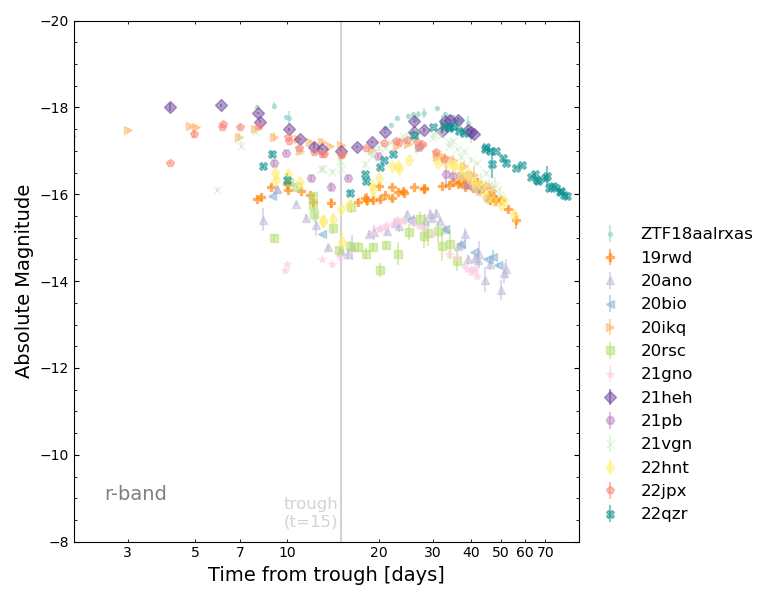 −20
−18
−16
−14
−12
−10
−8
Absolute Magnitude
r-band
trough
(t=15)
3 5 7 10 20 30 40 50 60 70
Time from trough [days]
ZTF18aalrxas
19rwd
20ano
20bio
20ikq
20rsc
21gno
21heh
21pb
21vgn
22hnt
22jpx
22qzr